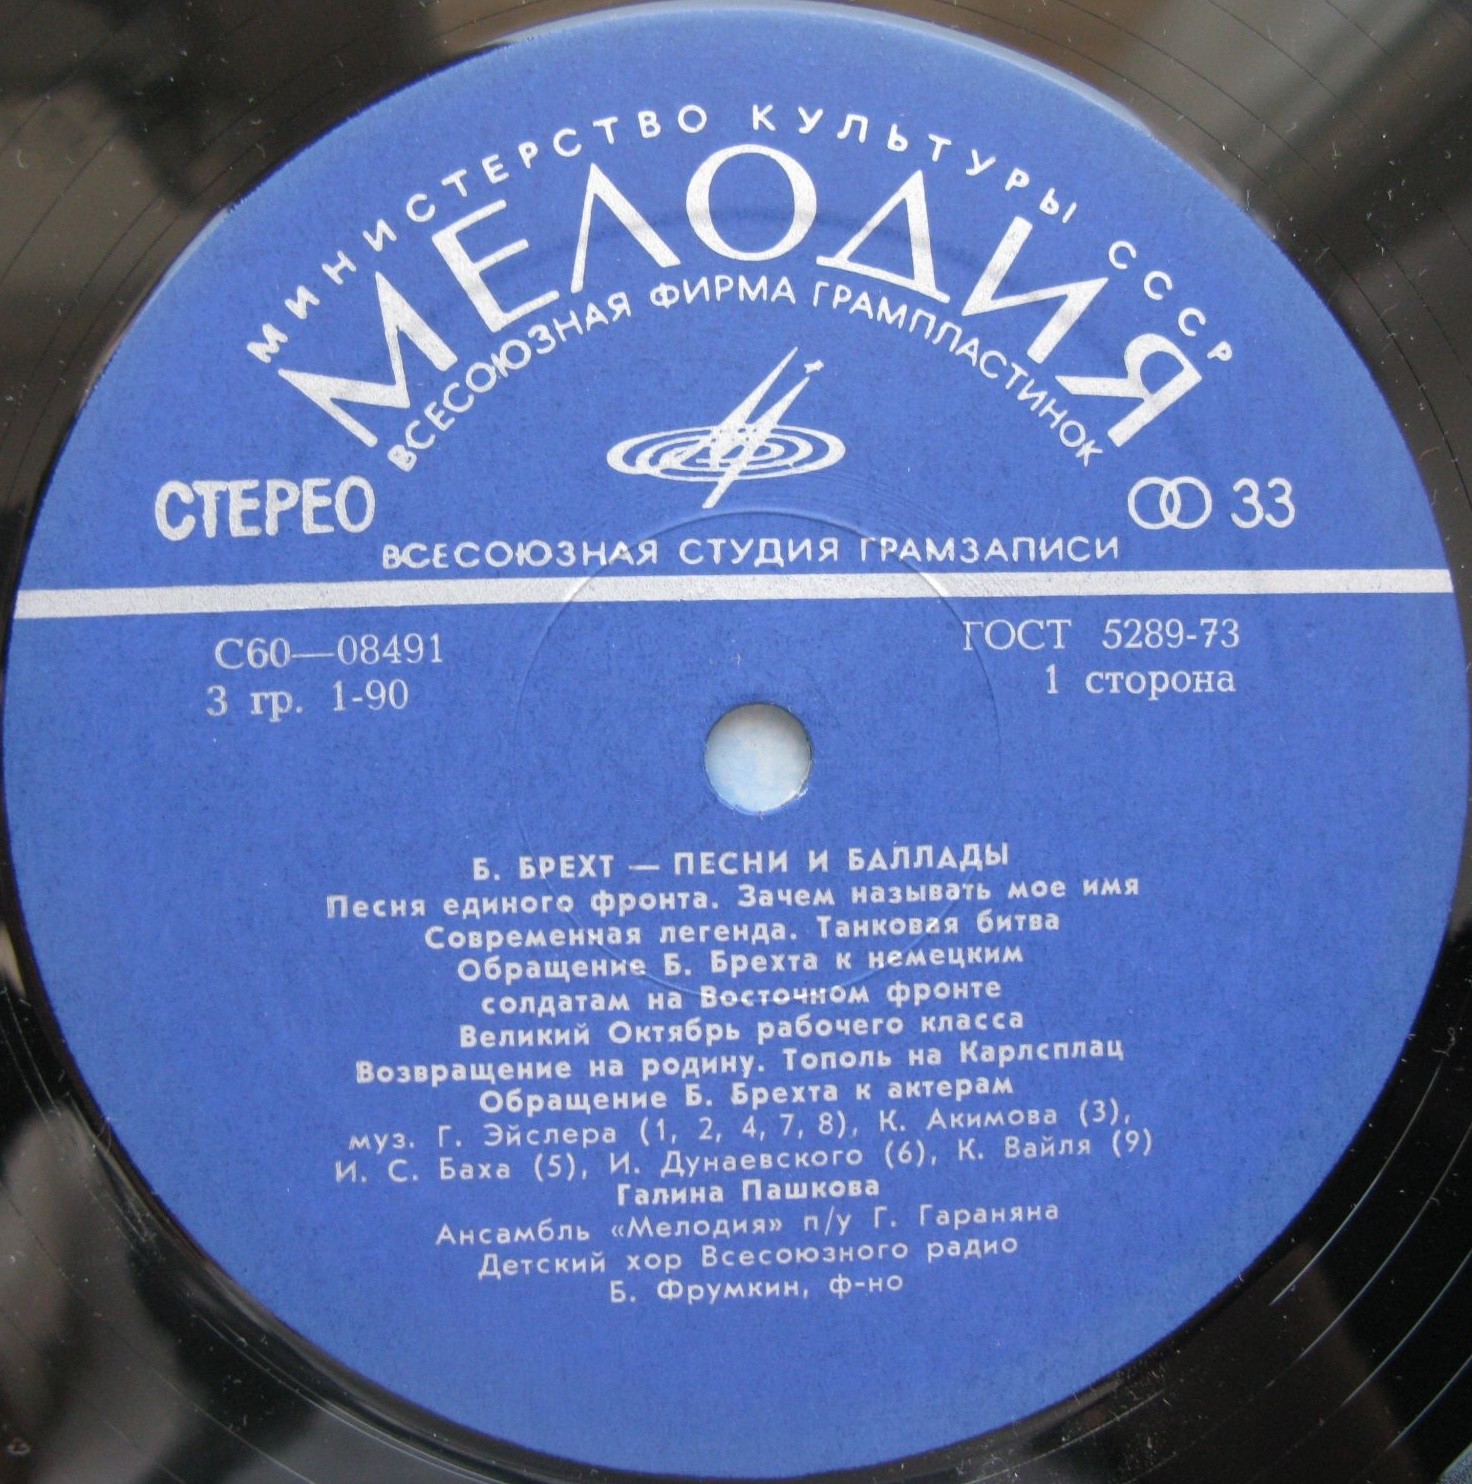 МИНИСТЕРСТВО КУЛЬТУРЫ СССР
МЕЛОДИЯ
ВСЕСОЮЗНАЯ ФИРМА ГРАМПЛАСТИНОК
СТЕРЕО
33
ВСЕСОЮЗНАЯ СТУДИЯ ГРАМЗАПИСИ
С60—08491
ГОСТ 5289-73
3 гр. 1-90
1 сторона
Б. БРЕХТ — ПЕСНИ И БАЛЛАДЫ
Песня единого фронта. Зачем называть мое имя
Современная легенда. Танковая битва
Обращение Б. Брехта к немецким
солдатам на Восточном фронте
Великий Октябрь рабочего класса
Возвращение на родину. Тополь на Карлсплац
Обращение Б. Брехта к актерам
муз. Г. Эйслера (1, 2, 4, 7, 8), К. Акимова (3),
И. С. Баха (5), И. Дунаевского (6), К. Вайля (9)
Галина Пашкова
Ансамбль «Мелодия» п/у Г. Гараняна
Детский хор Всесоюзного радио
Б. Фрумкин, ф-но